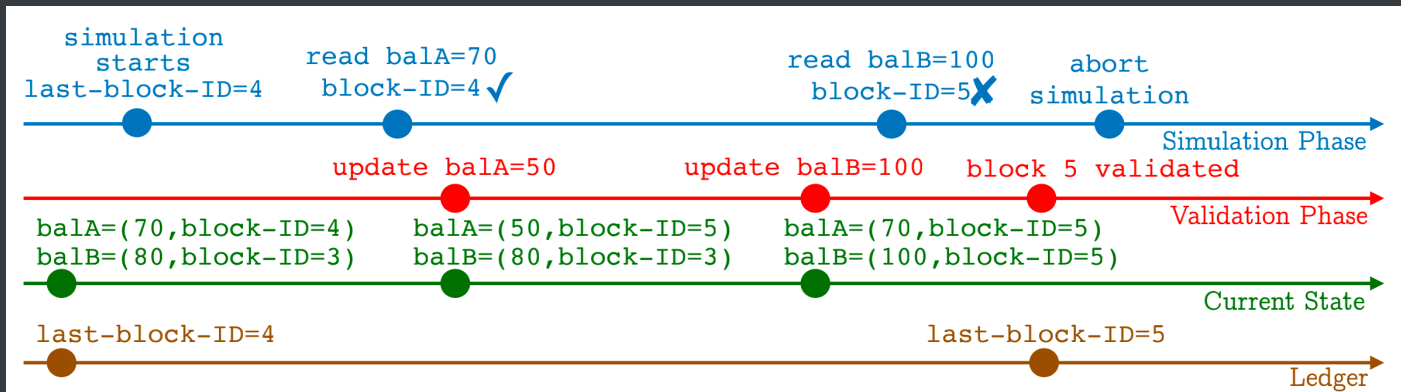 simulation
starts
last-block-ID=4
read balA=70
block-ID=4✓
read balB=100
block-ID=5✘
abort
simulation
Simulation Phase
update balA=50
update balB=100
block 5 validated
Validation Phase
balA=(70,block-ID=4)
balB=(80,block-ID=3)
balA=(50,block-ID=5)
balB=(80,block-ID=3)
balA=(70,block-ID=5)
balB=(100,block-ID=5)
Current State
last-block-ID=4
last-block-ID=5
Ledger